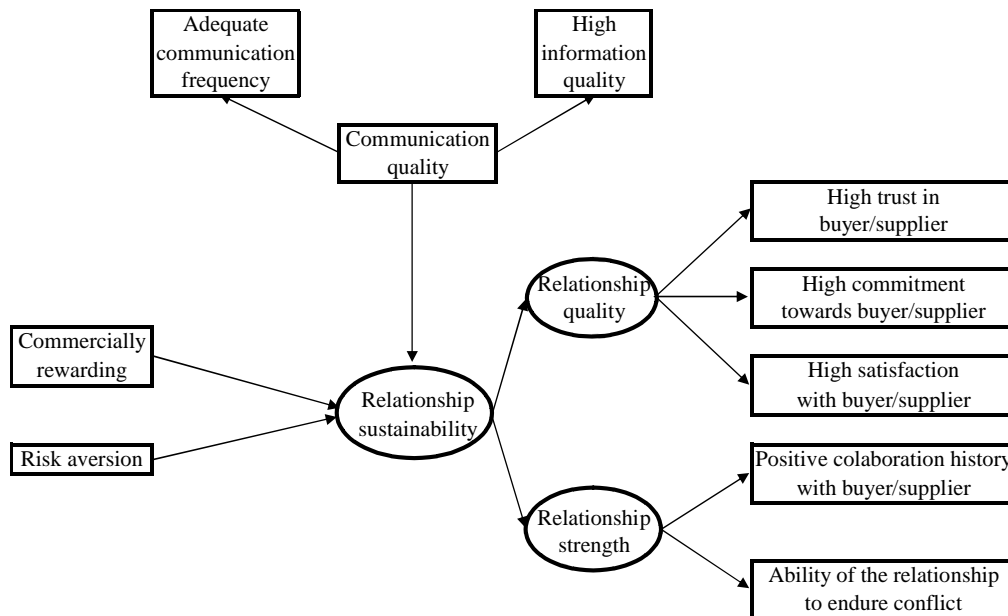 Adequate
communication
frequency
High
information
quality
Communication
quality
High trust in
buyer/supplier
Relationship
quality
High commitment
towards buyer/supplier
Commercially
rewarding
High satisfaction
with buyer/supplier
Relationship
sustainability
Risk aversion
Positive colaboration history
with buyer/supplier
Relationship
strength
Ability of the relationship
to endure conflict